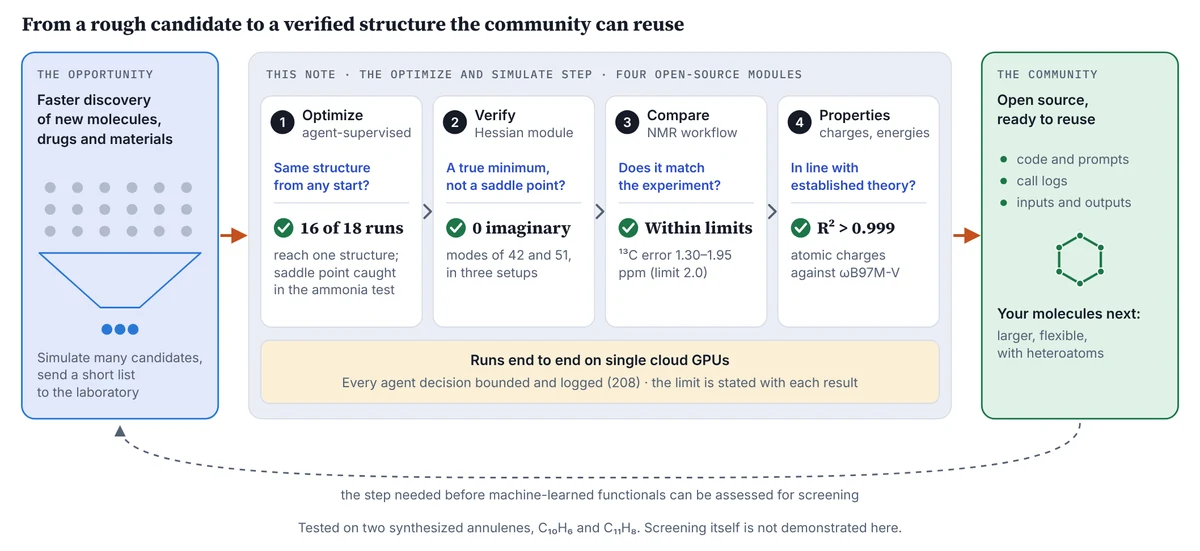 From a rough candidate to a verified structure the community can reuse
THE OPPORTUNITY
Faster discovery
of new molecules,
drugs and materials
Simulate many candidates,
send a short list
to the laboratory
THIS NOTE · THE OPTIMIZE AND SIMULATE STEP · FOUR OPEN-SOURCE MODULES
1 Optimize
agent-supervised
Same structure
from any start?
16 of 18 runs
reach one structure;
saddle point caught
in the ammonia test
2 Verify
Hessian module
A true minimum,
not a saddle point?
0 imaginary
modes of 42 and 51,
in three setups
3 Compare
NMR workflow
Does it match
the experiment?
Within limits
¹³C error 1.30–1.95
ppm (limit 2.0)
4 Properties
charges, energies
In line with
established theory?
R² > 0.999
atomic charges
against ωB97M-V
Runs end to end on single cloud GPUs
Every agent decision bounded and logged (208) · the limit is stated with each result
THE COMMUNITY
Open source,
ready to reuse
code and prompts
call logs
inputs and outputs
Your molecules next:
larger, flexible,
with heteroatoms
the step needed before machine-learned functionals can be assessed for screening
Tested on two synthesized annulenes, C₁₀H₆ and C₁₁H₈. Screening itself is not demonstrated here.